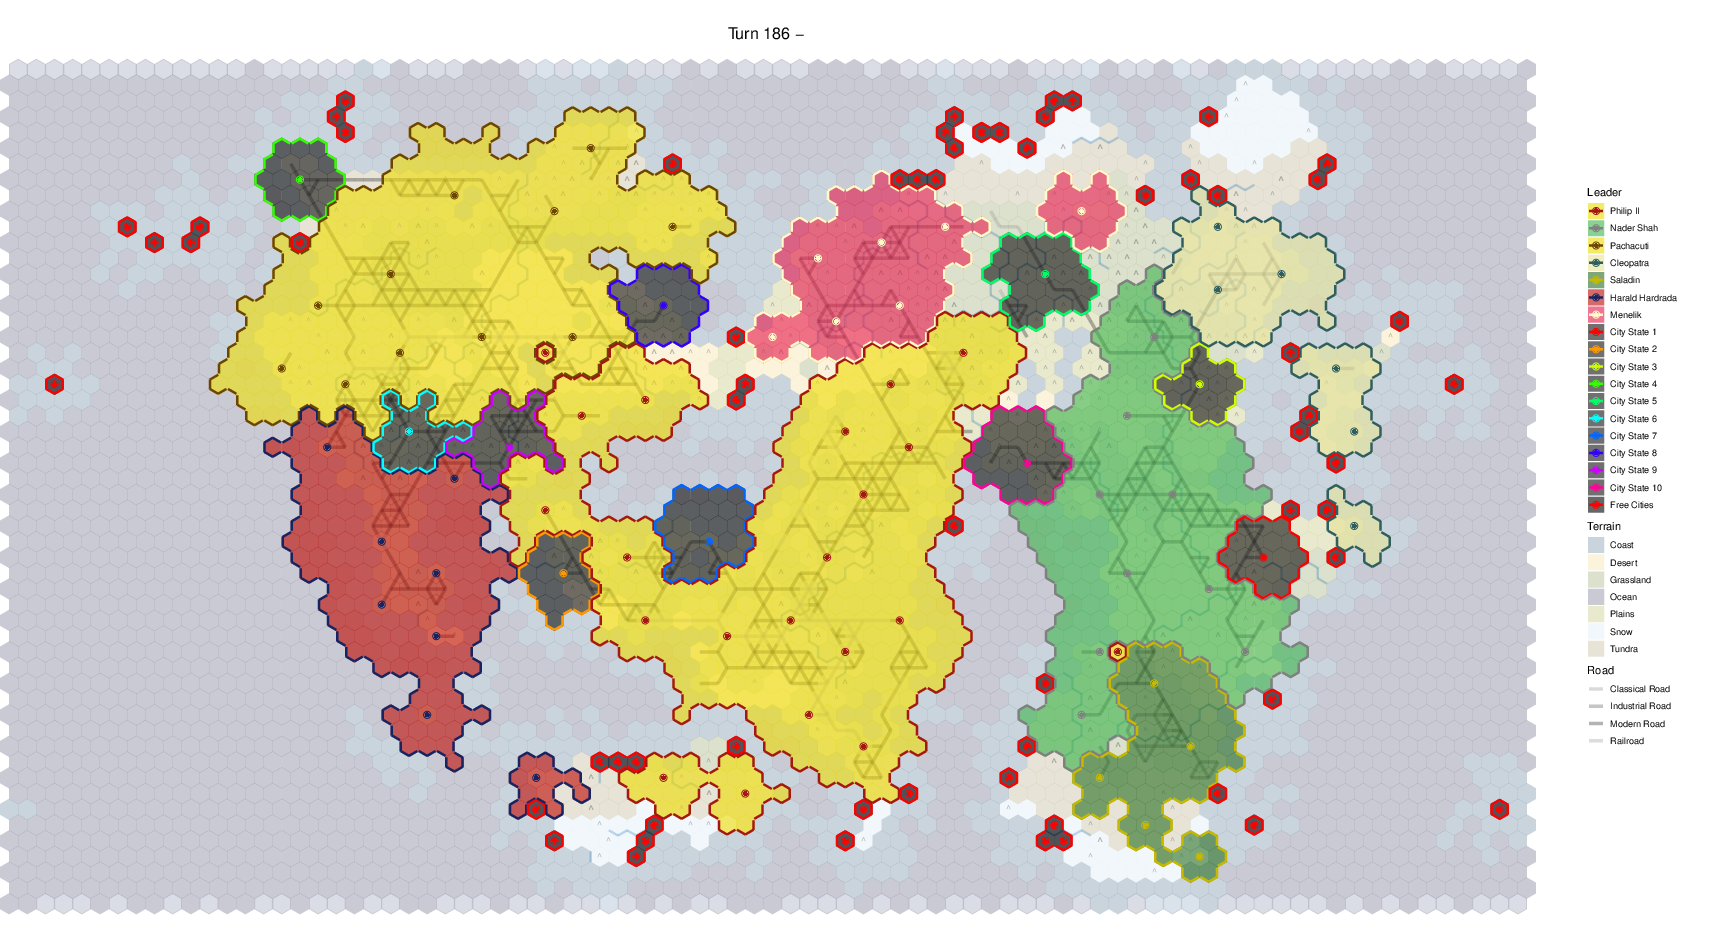 Turn 186 –
Leader
Philip II
Nader Shah
Pachacuti
Cleopatra
Saladin
Harald Hardrada
Menelik
City State 1
City State 2
City State 3
City State 4
City State 5
City State 6
City State 7
City State 8
City State 9
City State 10
Free Cities
Terrain
Coast
Desert
Grassland
Ocean
Plains
Snow
Tundra
Road
Classical Road
Industrial Road
Modern Road
Railroad